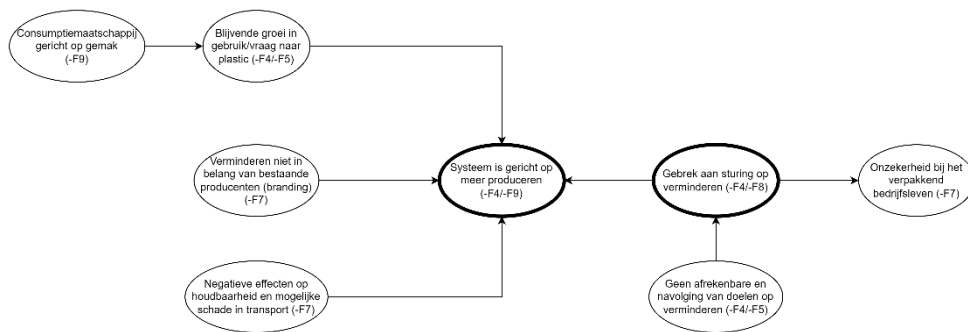 Consumptiemaatschappij
gericht op gemak
(-F9)
Blijvende groei in
gebruik/vraag naar
plastic (-F4/-F5)
Verminderen niet in
belang van bestaande
producenten (branding)
(-F7)
Systeem is gericht op
meer produceren
(-F4/-F9)
Gebrek aan sturing op
verminderen (-F4/-F8)
Onzekerheid bij het
verpakkend
bedrijfsleven (-F7)
Negatieve effecten op
houdbaarheid en mogelijke
schade in transport (-F7)
Geen afrekenbare en
navolging van doelen op
verminderen (-F4/-F5)